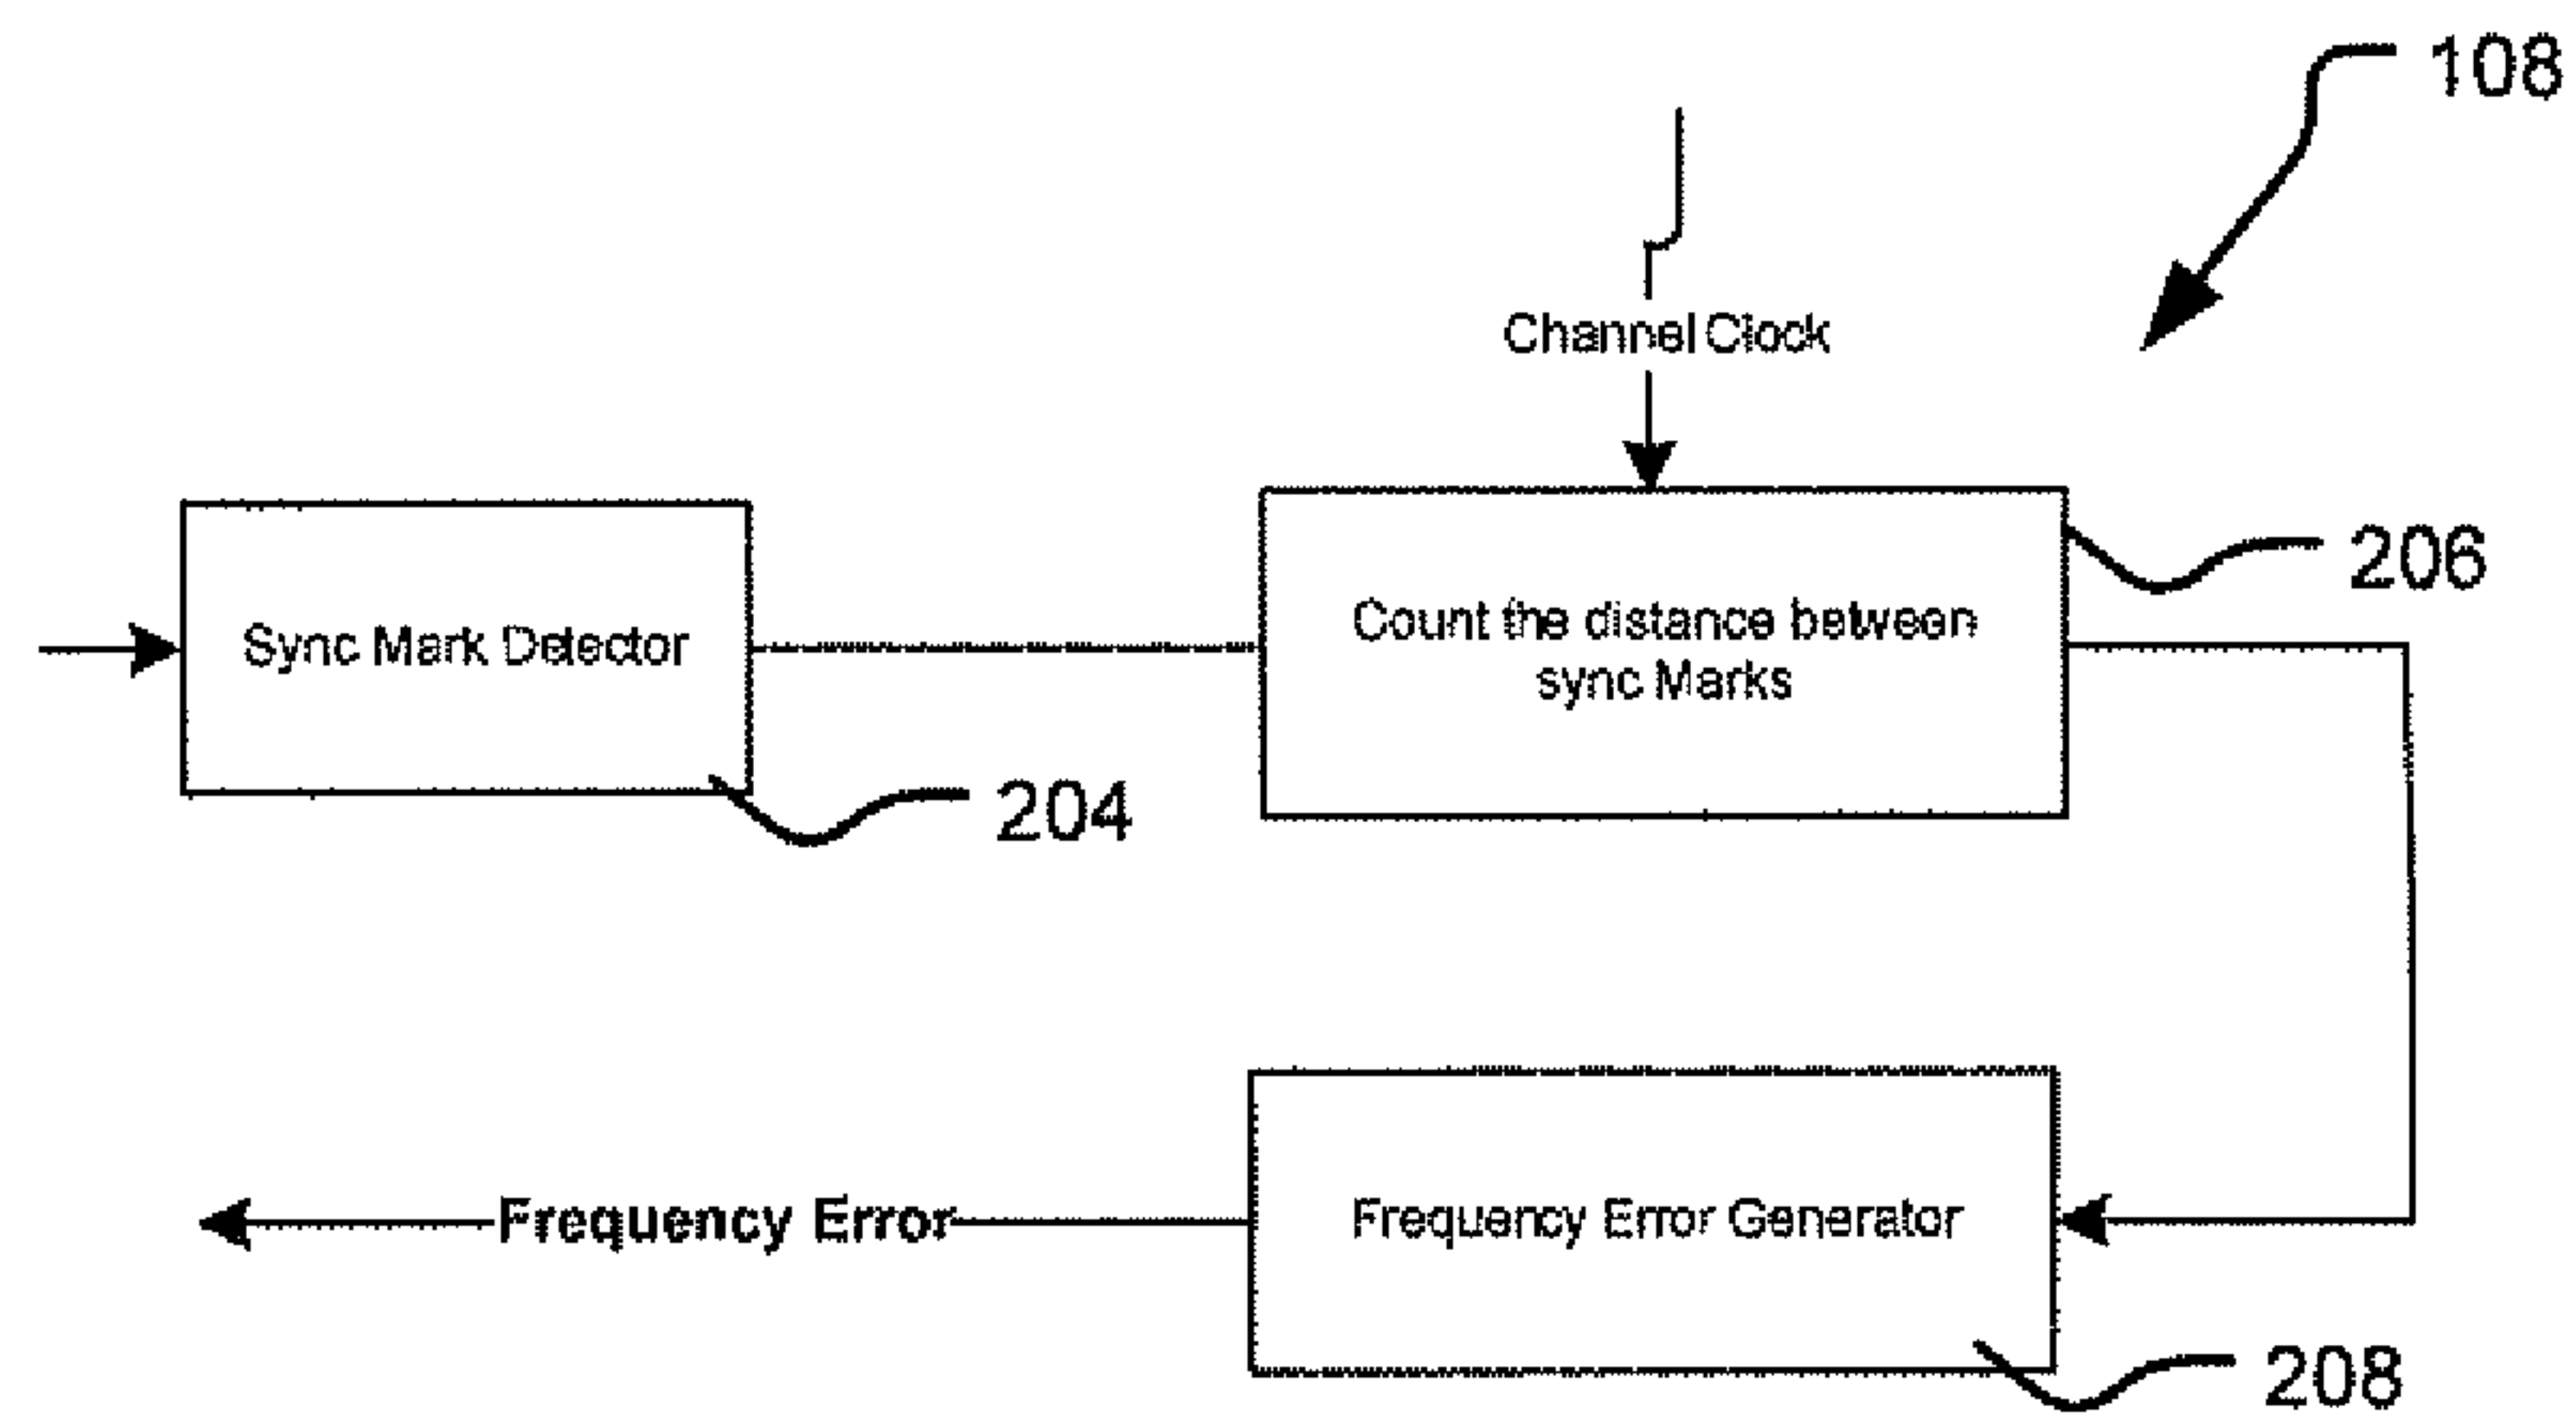 108
Channel Clock
206
Count the distance between
sync Marks
Sync Mark Detector
204
Frequency Error
Frequency Error Generator
208